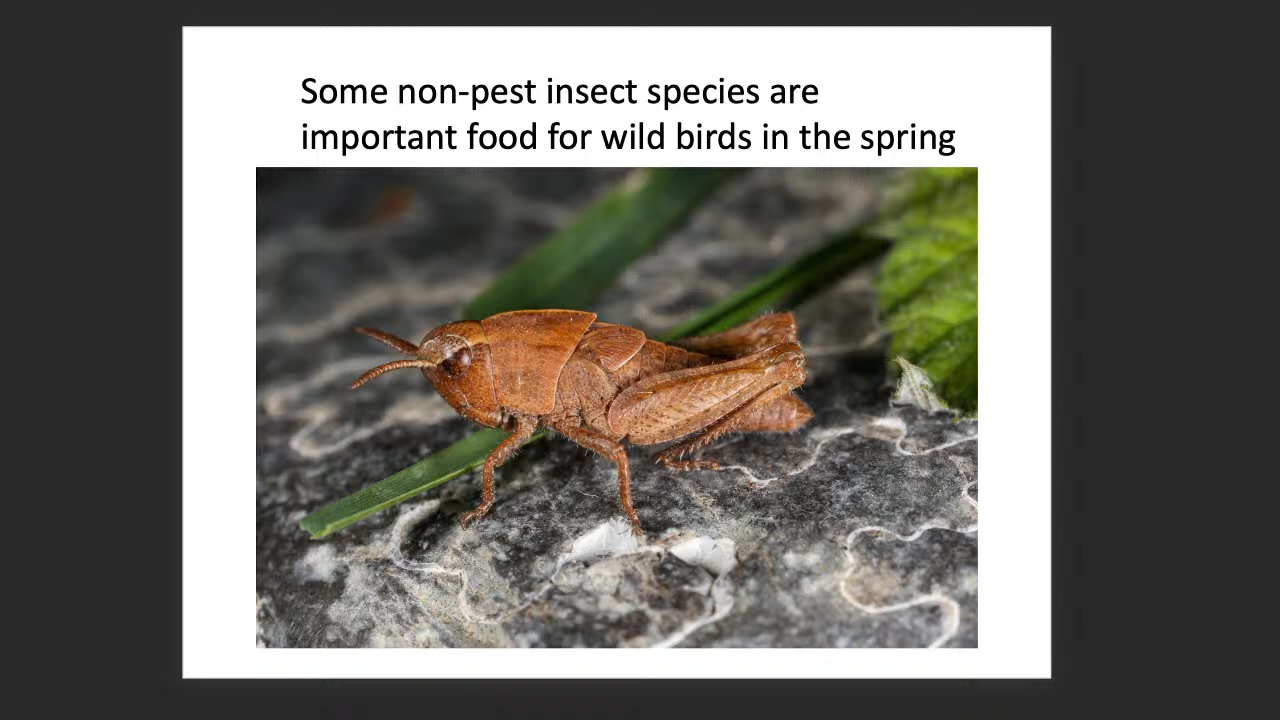 Some non-pest insect species are
important food for wild birds in the spring